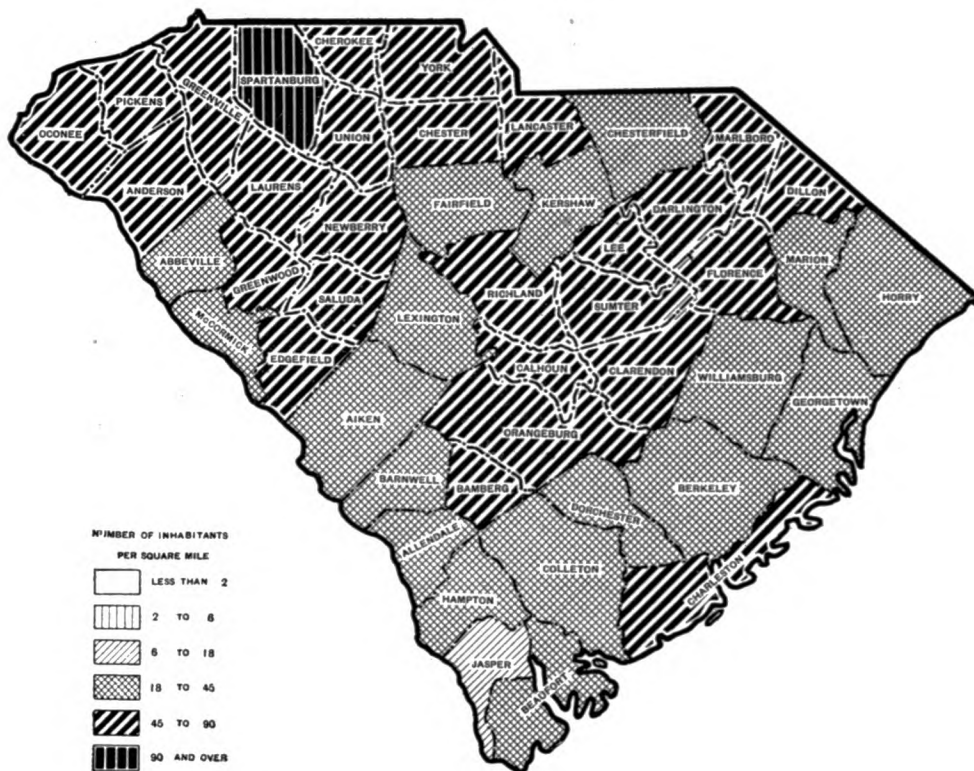 CHEROKEE
YORK
SPARTANBURG
PICKENS
GREENVILLE
OCONEE
UNION
CHESTER
LANCASTER
CHESTERFIELD
MARLBORO
ANDERSON
LAURENS
DILLON
FAIRFIELD
KERSHAW
DARLINGTON
NEWBERRY
LEE
ABBEVILLE
GREENWOOD
FLORENCE
MARION
RICHLAND
SALUDA
SUMTER
HORRY
MCCORMICK
LEXINGTON
EDGEFIELD
CALHOUN
CLARENDON
WILLIAMSBURG
GEORGETOWN
AIKEN
ORANGEBURG
BARNWELL
BAMBERG
BERKELEY
DORCHESTER
ALLENDALE
COLLETON
CHARLESTON
HAMPTON
JASPER
BEAUFORT
NUMBER OF INHABITANTS
PER SQUARE MILE
LESS THAN 2
2 TO 6
6 TO 18
18 TO 45
45 TO 90
90 AND OVER